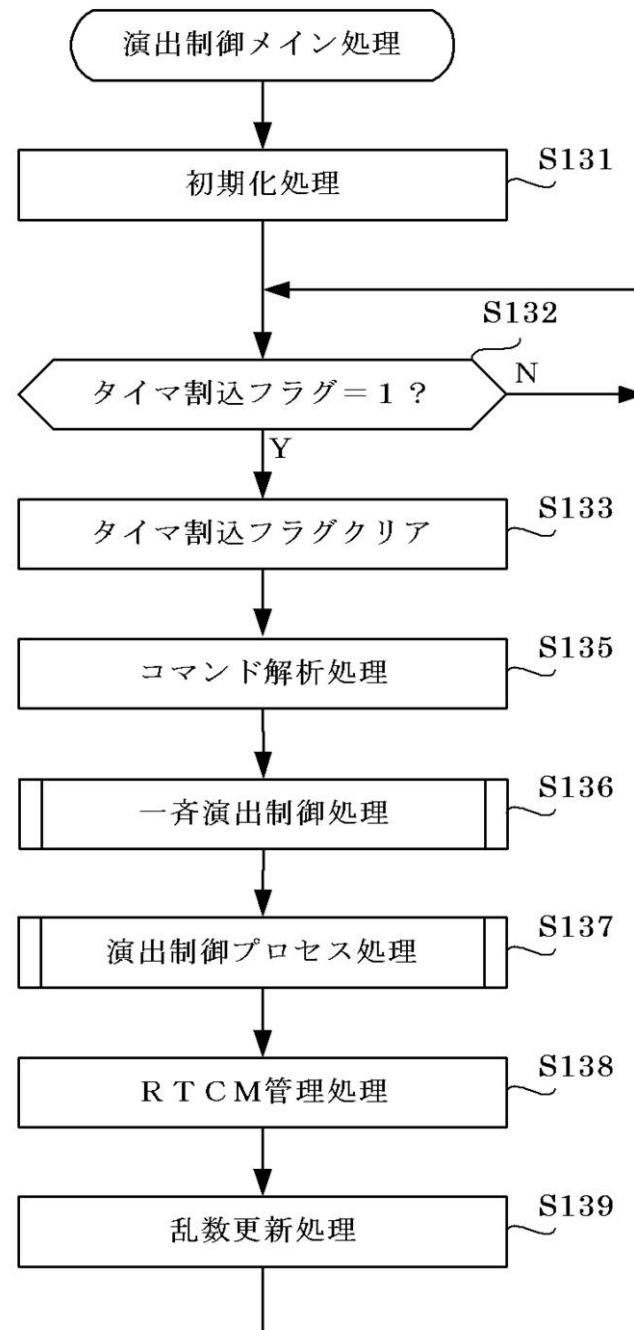 演出制御メイン処理
S131
初期化処理
S132
タイマ割込フラグ＝１？
N
Y
S133
タイマ割込フラグクリア
S135
コマンド解析処理
S136
一斉演出制御処理
S137
演出制御プロセス処理
S138
ＲＴＣＭ管理処理
S139
乱数更新処理